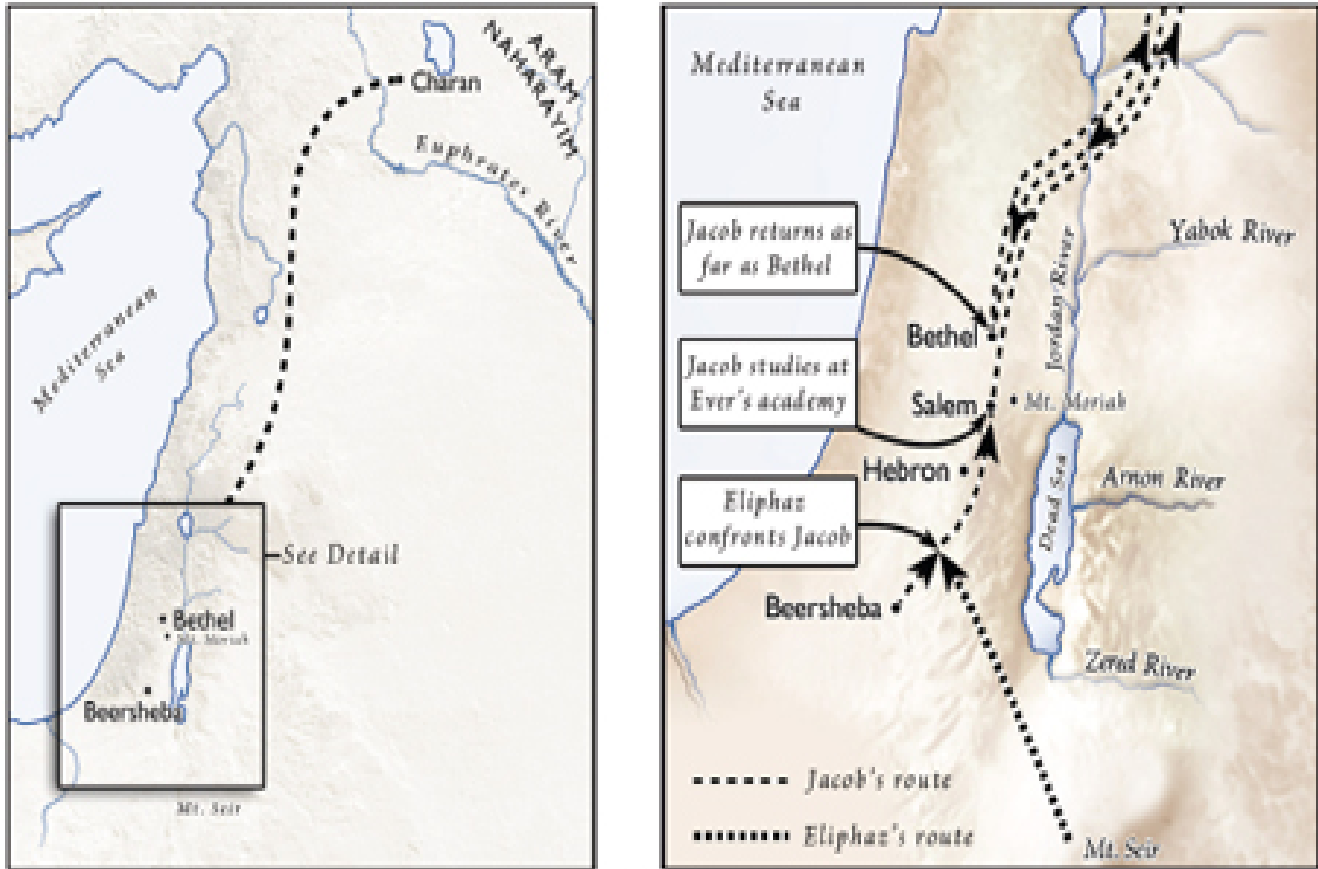 ARAM
NAHARAYIM
Charan
Euphrates River
Mediterranean
Sea
See Detail
Bethel
Mt. Moriah
Beersheba
Mt. Seir
Mediterranean
Sea
Jacob returns as
far as Bethel
Yabok River
Jordan River
Bethel
Jacob studies at
Ever's academy
Salem
Mt. Moriah
Hebron
Dead Sea
Arnon River
Eliphaz
confronts Jacob
Beersheba
Zered River
Jacob's route
Eliphaz's route
Mt. Seir